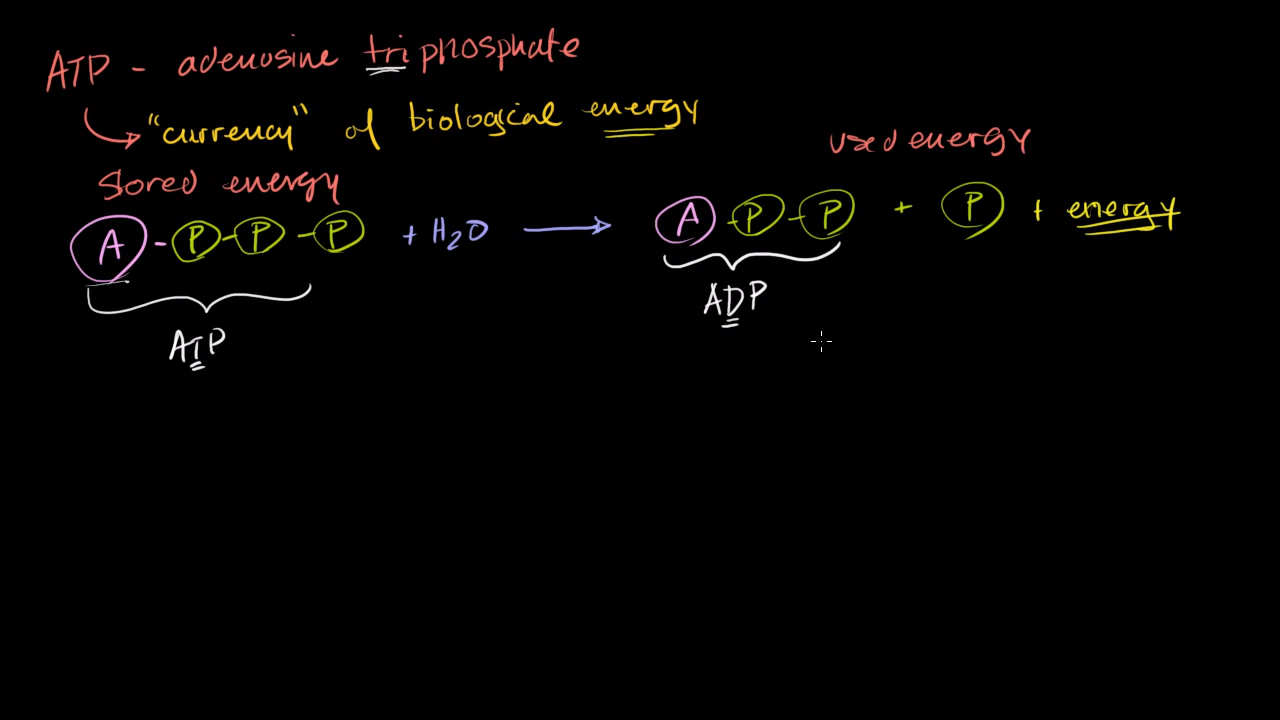 ATP - adenosine triphosphate
"currency" of biological energy
used energy
stored energy
A - P - P - P + H2O → A - P - P + P + energy
ADP
ATP